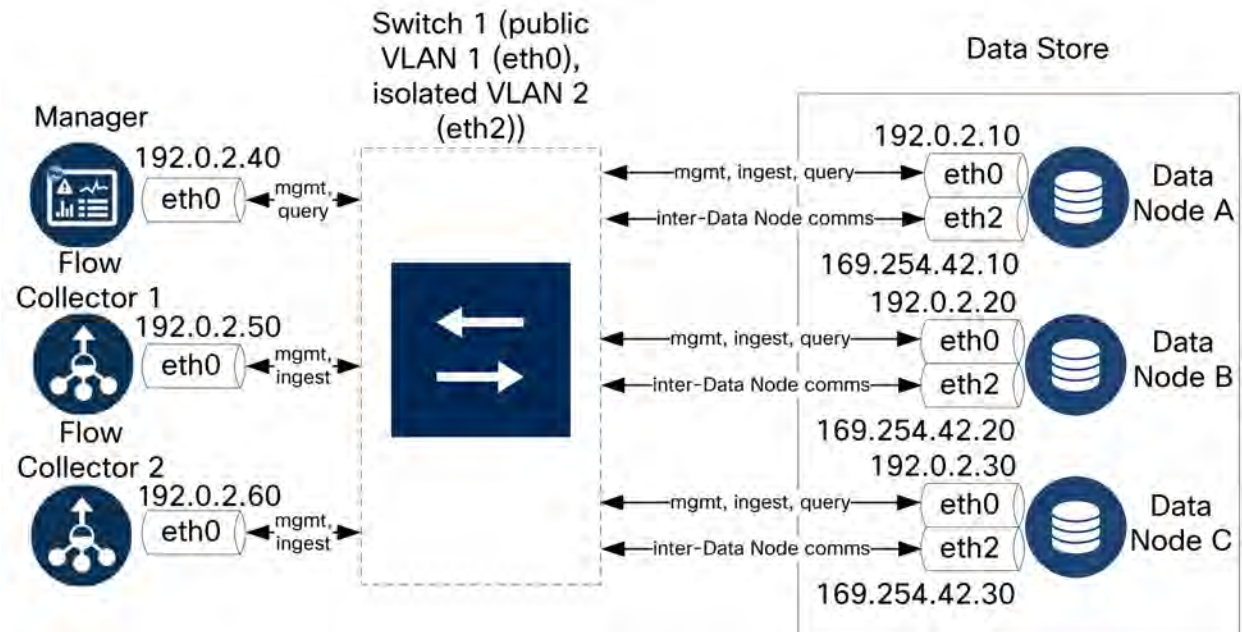 Switch 1 (public
VLAN 1 (eth0),
isolated VLAN 2
(eth2))
Data Store
Manager
192.0.2.40
eth0
mgmt,
query
Flow
Collector 1
192.0.2.50
eth0
mgmt,
ingest
Flow
Collector 2
192.0.2.60
eth0
mgmt,
ingest
192.0.2.10
mgmt, ingest, query
eth0
inter-Data Node comms
eth2
Data
Node A
169.254.42.10
192.0.2.20
mgmt, ingest, query
eth0
inter-Data Node comms
eth2
Data
Node B
169.254.42.20
192.0.2.30
mgmt, ingest, query
eth0
inter-Data Node comms
eth2
Data
Node C
169.254.42.30